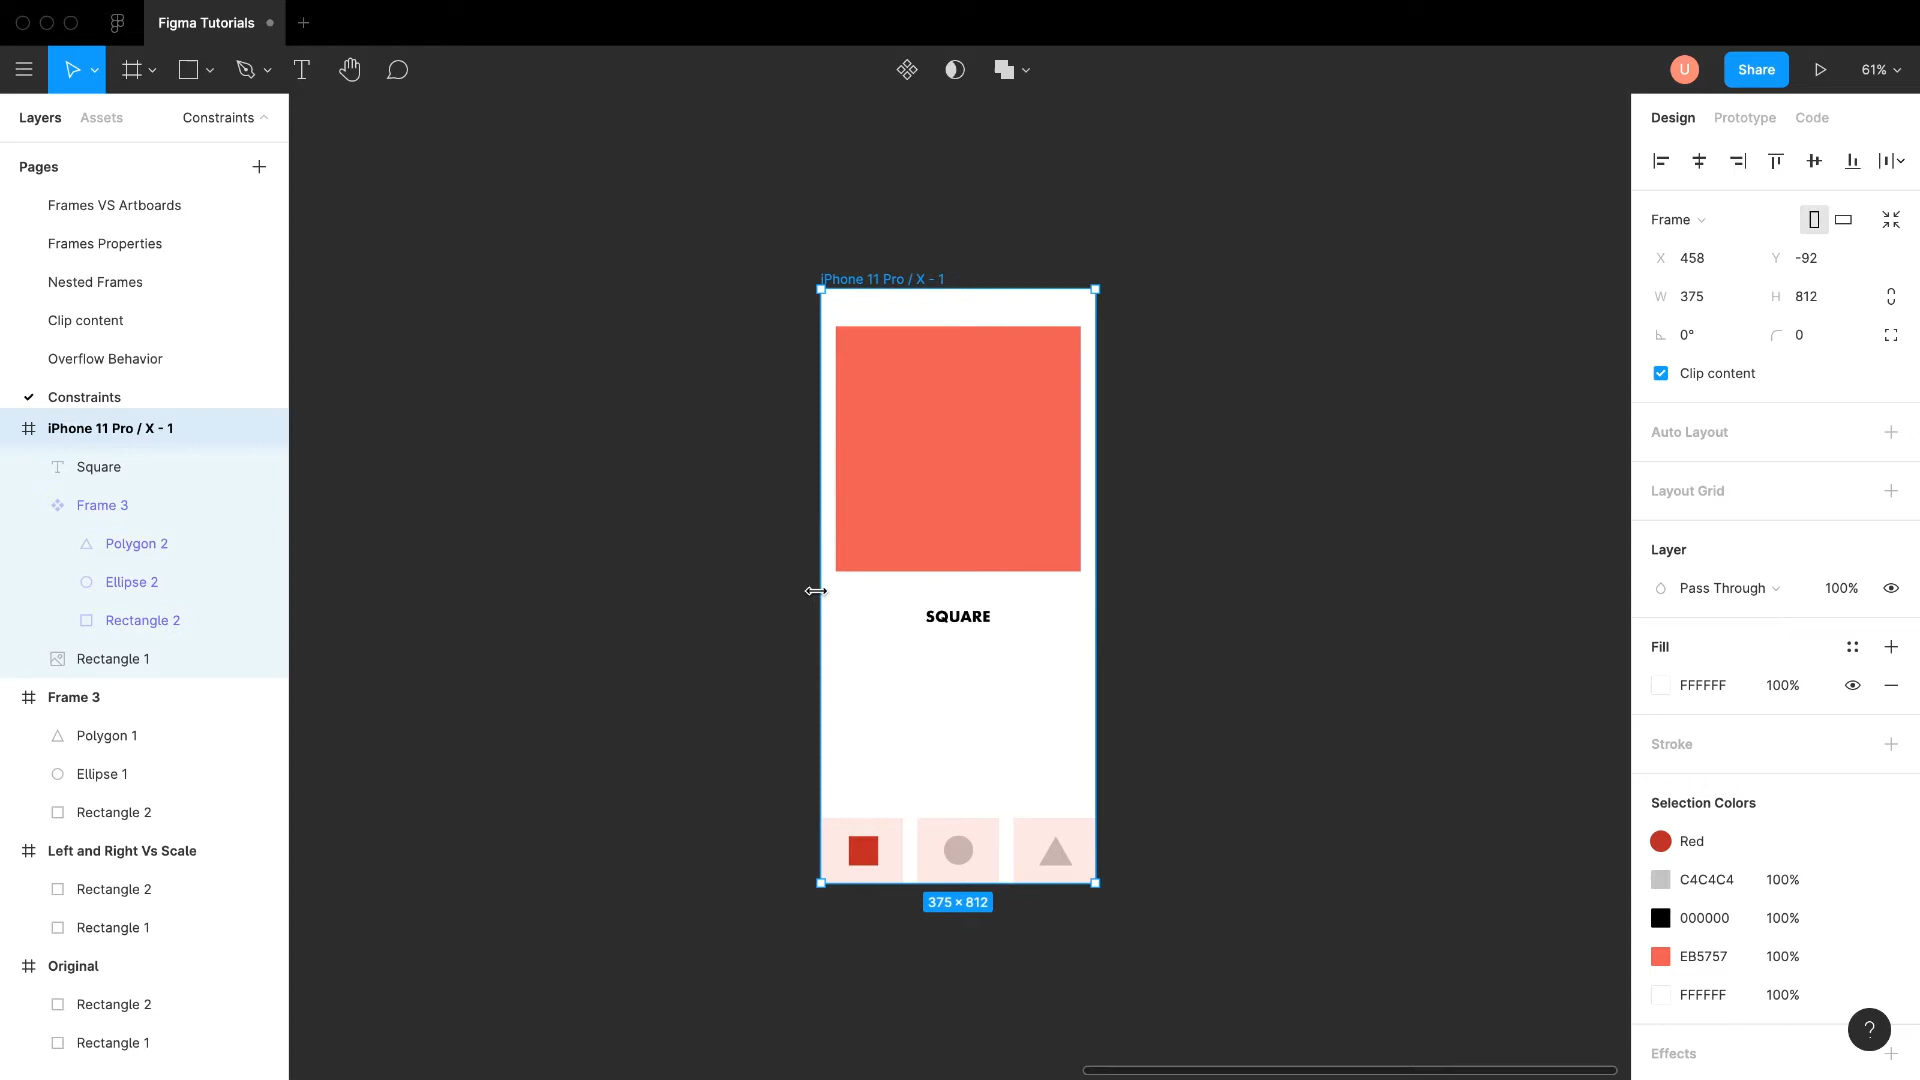 Figma Tutorials
U
Share
61%
Layers
Assets
Constraints
Pages
Frames VS Artboards
Frames Properties
Nested Frames
Clip content
Overflow Behavior
Constraints
iPhone 11 Pro / X - 1
Square
Frame 3
Polygon 2
Ellipse 2
Rectangle 2
Rectangle 1
Frame 3
Polygon 1
Ellipse 1
Rectangle 2
Left and Right Vs Scale
Rectangle 2
Rectangle 1
Original
Rectangle 2
Rectangle 1
iPhone 11 Pro / X - 1
SQUARE
375 × 812
Design
Prototype
Code
Frame
X 458 Y -92
W 375 H 812
0° 0
Clip content
Auto Layout
Layout Grid
Layer
Pass Through 100%
Fill
FFFFFF 100%
Stroke
Selection Colors
Red
C4C4C4 100%
000000 100%
EB5757 100%
FFFFFF 100%
Effects
?